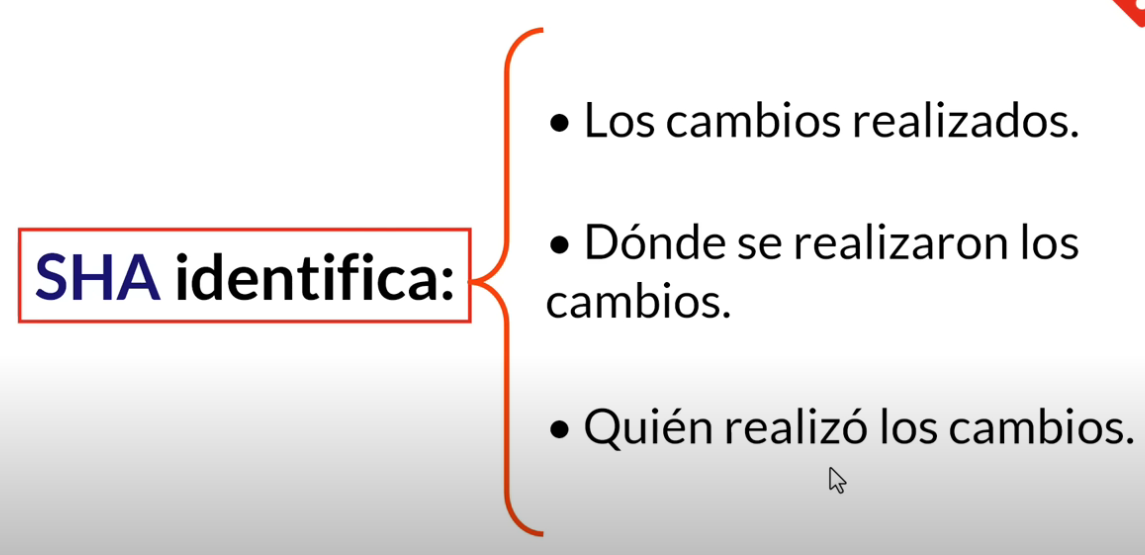 • Los cambios realizados.
SHA identifica:
• Dónde se realizaron los
cambios.
• Quién realizó los cambios.